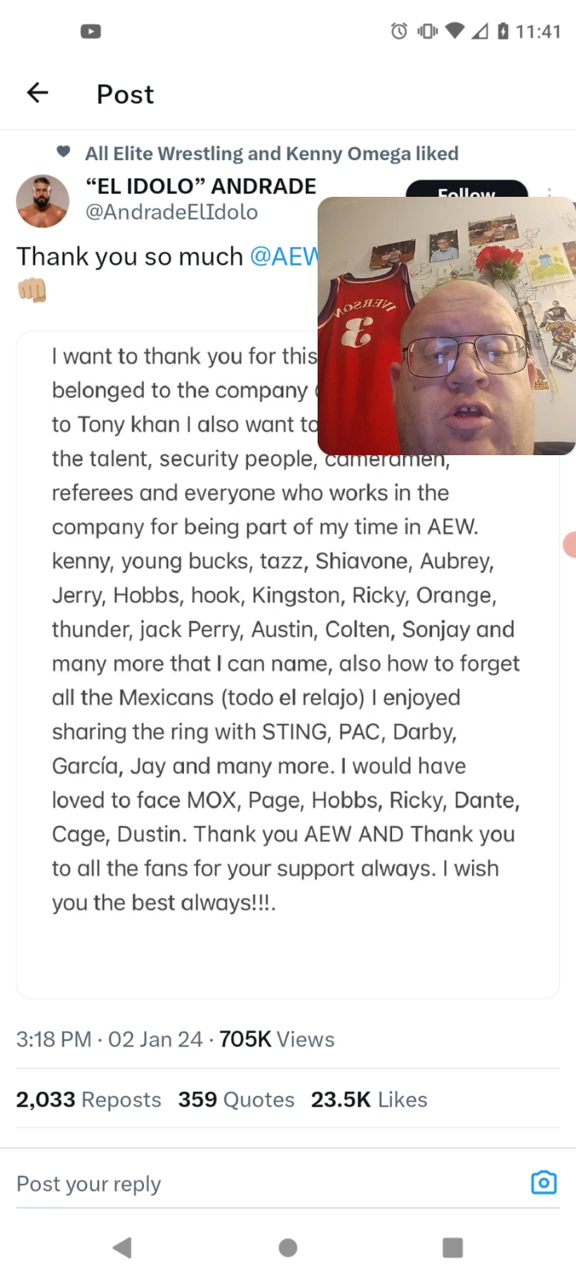 11:41
Post
All Elite Wrestling and Kenny Omega liked
“EL IDOLO” ANDRADE
@AndradeElIdolo
Follow
Thank you so much @AEW
I want to thank you for this
belonged to the company
to Tony khan I also want to
the talent, security people, cameramen,
referees and everyone who works in the
company for being part of my time in AEW.
kenny, young bucks, tazz, Shiavone, Aubrey,
Jerry, Hobbs, hook, Kingston, Ricky, Orange,
thunder, jack Perry, Austin, Colten, Sonjay and
many more that I can name, also how to forget
all the Mexicans (todo el relajo) I enjoyed
sharing the ring with STING, PAC, Darby,
García, Jay and many more. I would have
loved to face MOX, Page, Hobbs, Ricky, Dante,
Cage, Dustin. Thank you AEW AND Thank you
to all the fans for your support always. I wish
you the best always!!!.
IVERSON
3
3:18 PM · 02 Jan 24 · 705K Views
2,033 Reposts 359 Quotes 23.5K Likes
Post your reply